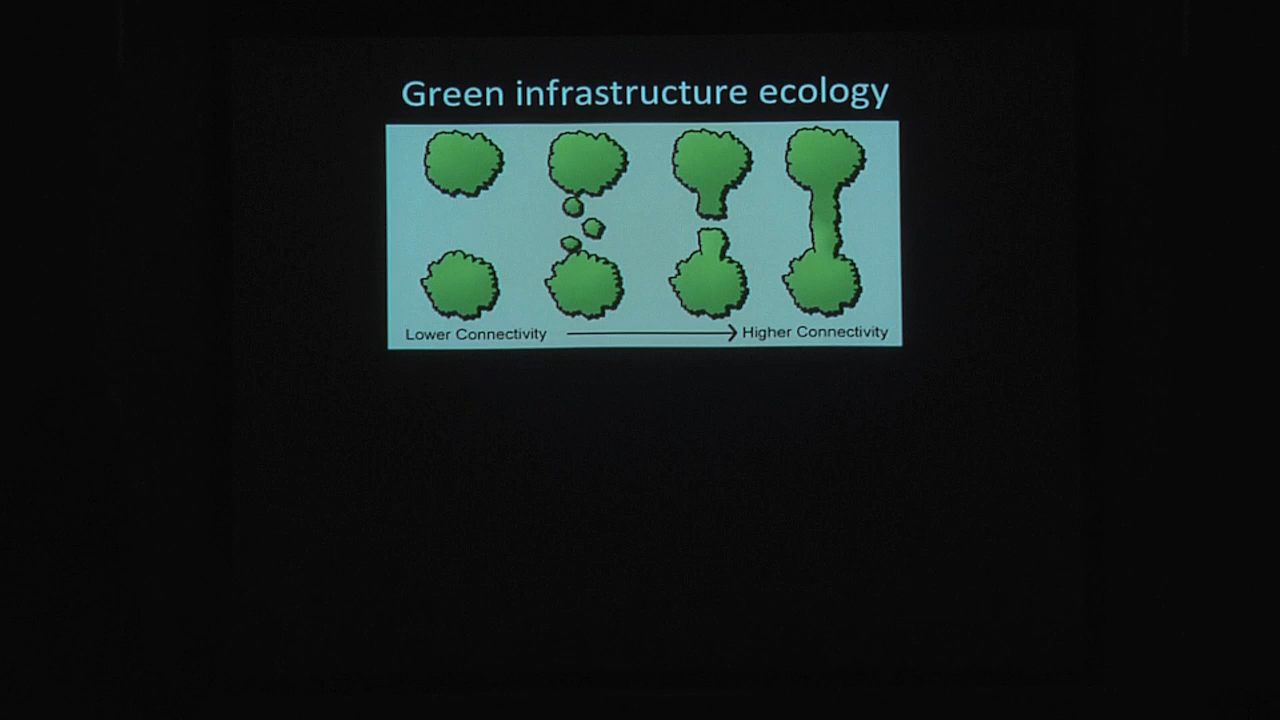 Green infrastructure ecology
Lower Connectivity
Higher Connectivity